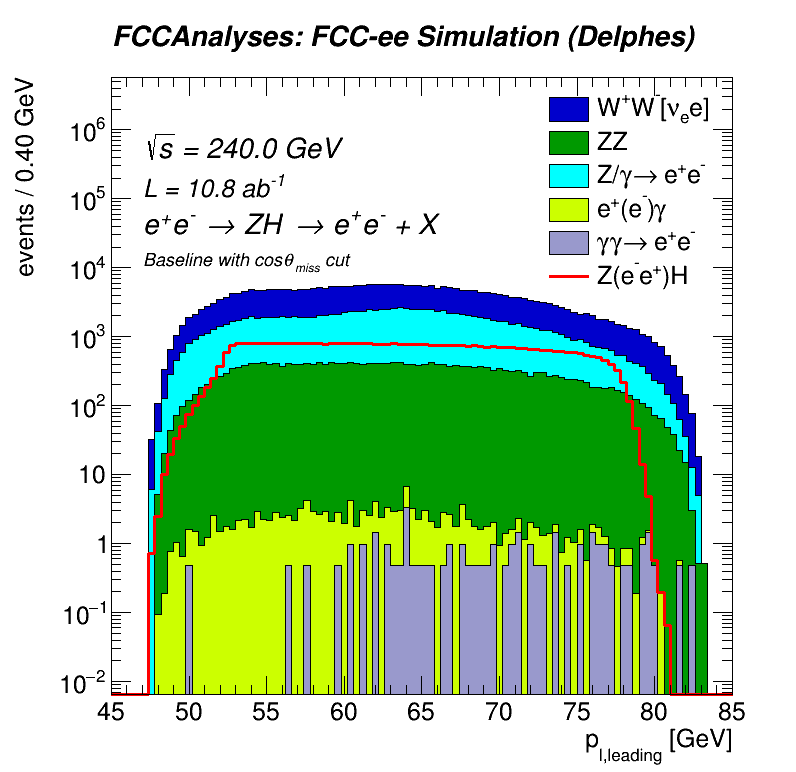 FCCAnalyses: FCC-ee Simulation (Delphes)
events / 0.40 GeV
√s = 240.0 GeV
L = 10.8 ab⁻¹
e⁺e⁻ → ZH → e⁺e⁻ + X
Baseline with cosθ_miss cut
W⁺W⁻[νₑe]
ZZ
Z/γ→ e⁺e⁻
e⁺(e⁻)γ
γγ→ e⁺e⁻
Z(e⁻e⁺)H
10⁶
10⁵
10⁴
10³
10²
10
1
10⁻¹
10⁻²
45 50 55 60 65 70 75 80 85
p_l,leading [GeV]